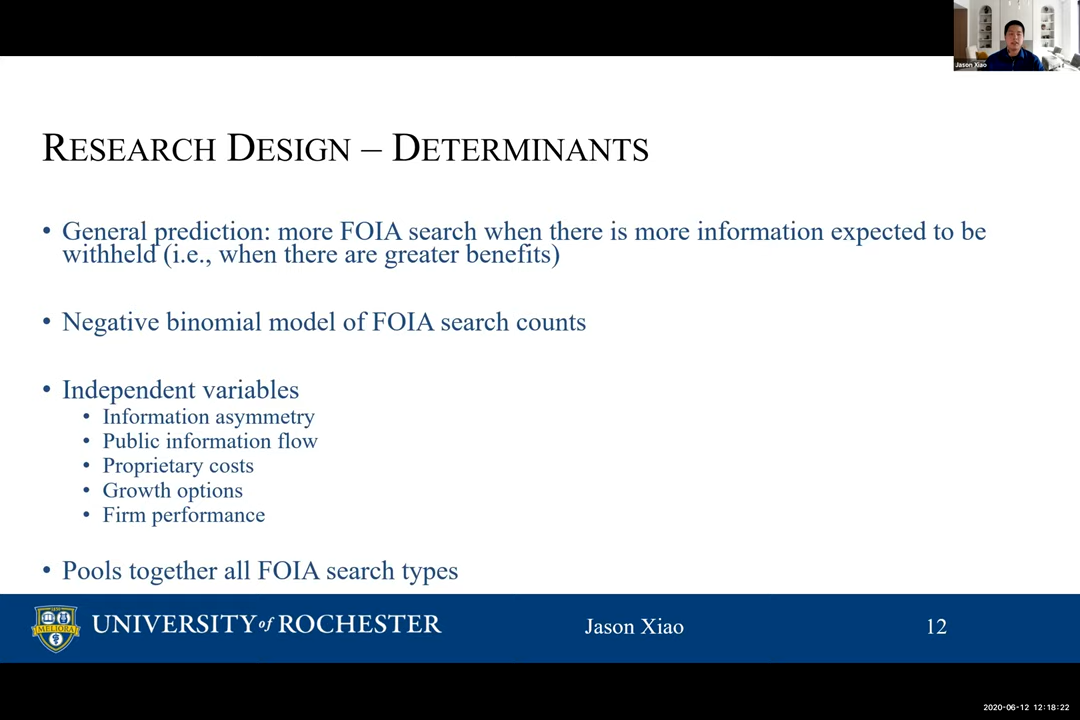 Jason Xiao
RESEARCH DESIGN – DETERMINANTS
• General prediction: more FOIA search when there is more information expected to be
withheld (i.e., when there are greater benefits)
• Negative binomial model of FOIA search counts
• Independent variables
• Information asymmetry
• Public information flow
• Proprietary costs
• Growth options
• Firm performance
• Pools together all FOIA search types
MELIORA
UNIVERSITY of ROCHESTER
Jason Xiao
12
2020-06-12 12:18:22